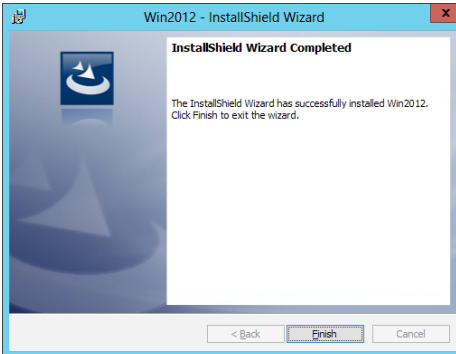 Win2012 - InstallShield Wizard
x
InstallShield Wizard Completed
The InstallShield Wizard has successfully installed Win2012.
Click Finish to exit the wizard.
< Back
Finish
Cancel